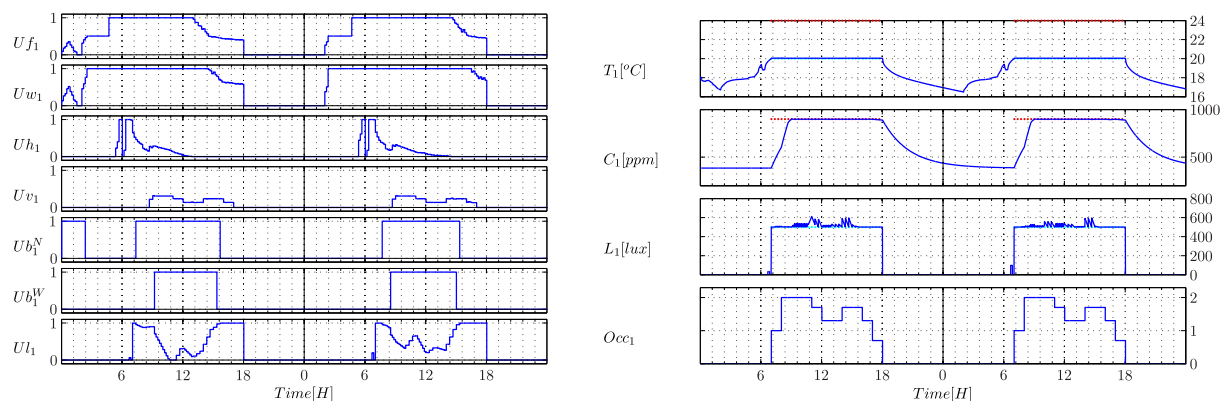 Uf₁
1
0
Uw₁
1
0
Uh₁
1
0
Uv₁
1
0
Ub₁ᴺ
1
0
Ub₁ᵂ
1
0
Ul₁
1
0
6 12 18 0 6 12 18
Time[H]
T₁[°C]
24
22
20
18
16
C₁[ppm]
1000
500
L₁[lux]
800
600
400
200
0
Occ₁
2
1
0
6 12 18 0 6 12 18
Time[H]